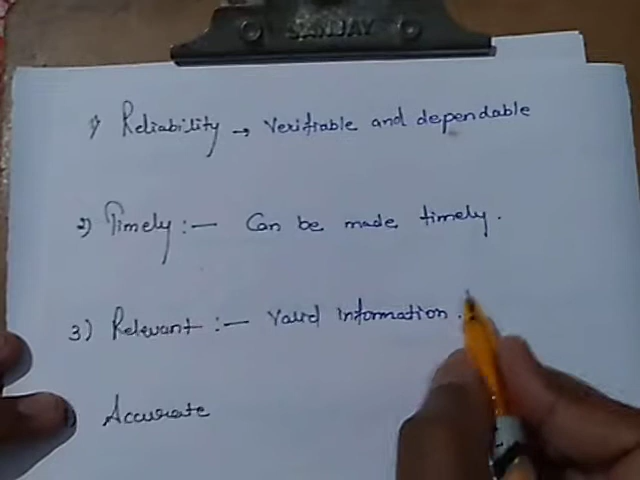 SANJAY
1) Reliability → Verifiable and dependable
2) Timely :— Can be made timely.
3) Relevant :— Valid information.
Accurate